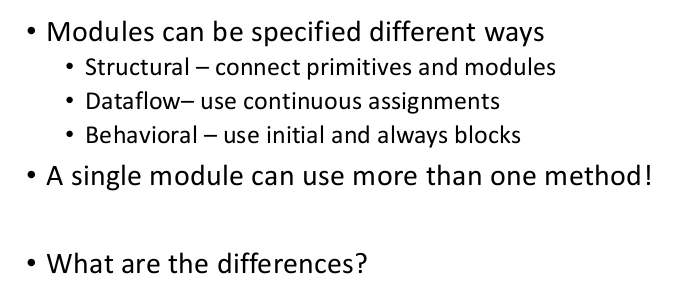 • Modules can be specified different ways
• Structural – connect primitives and modules
• Dataflow– use continuous assignments
• Behavioral – use initial and always blocks
• A single module can use more than one method!
• What are the differences?